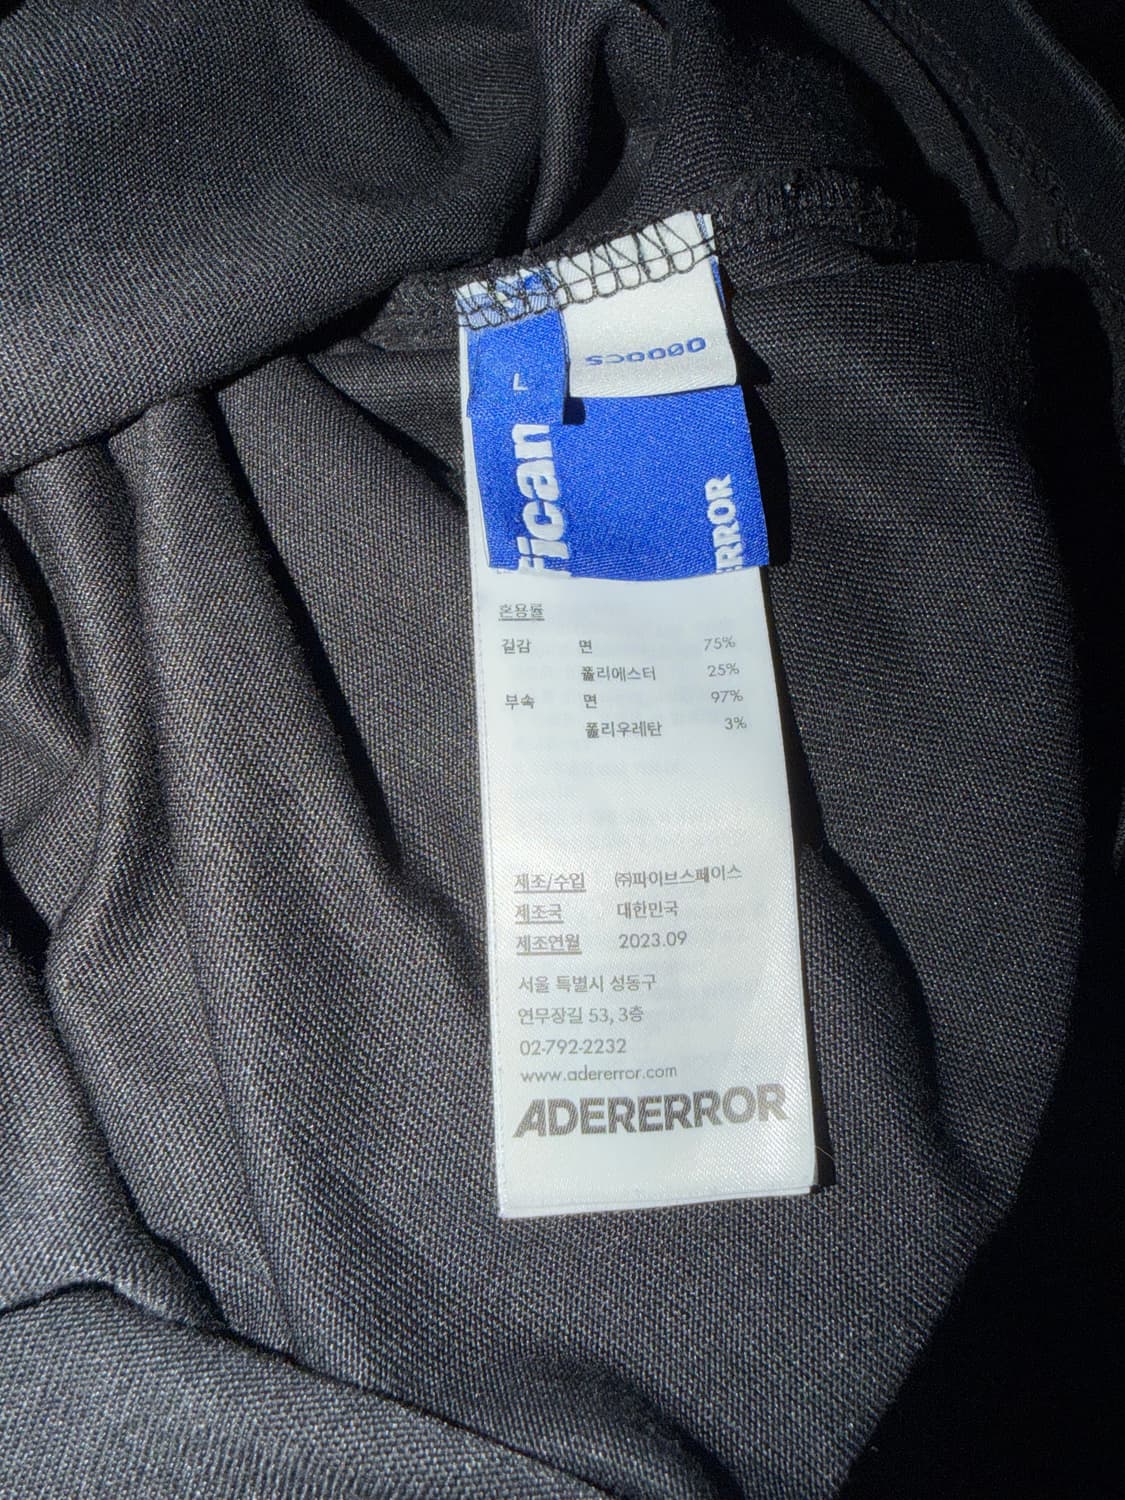 L
ican
RROR
혼용률
겉감 면 75%
폴리에스터 25%
부속 면 97%
폴리우레탄 3%
제조/수입 ㈜파이브스페이스
제조국 대한민국
제조연월 2023.09
서울 특별시 성동구
연무장길 53, 3층
02-792-2232
www.adererror.com
ADERERROR